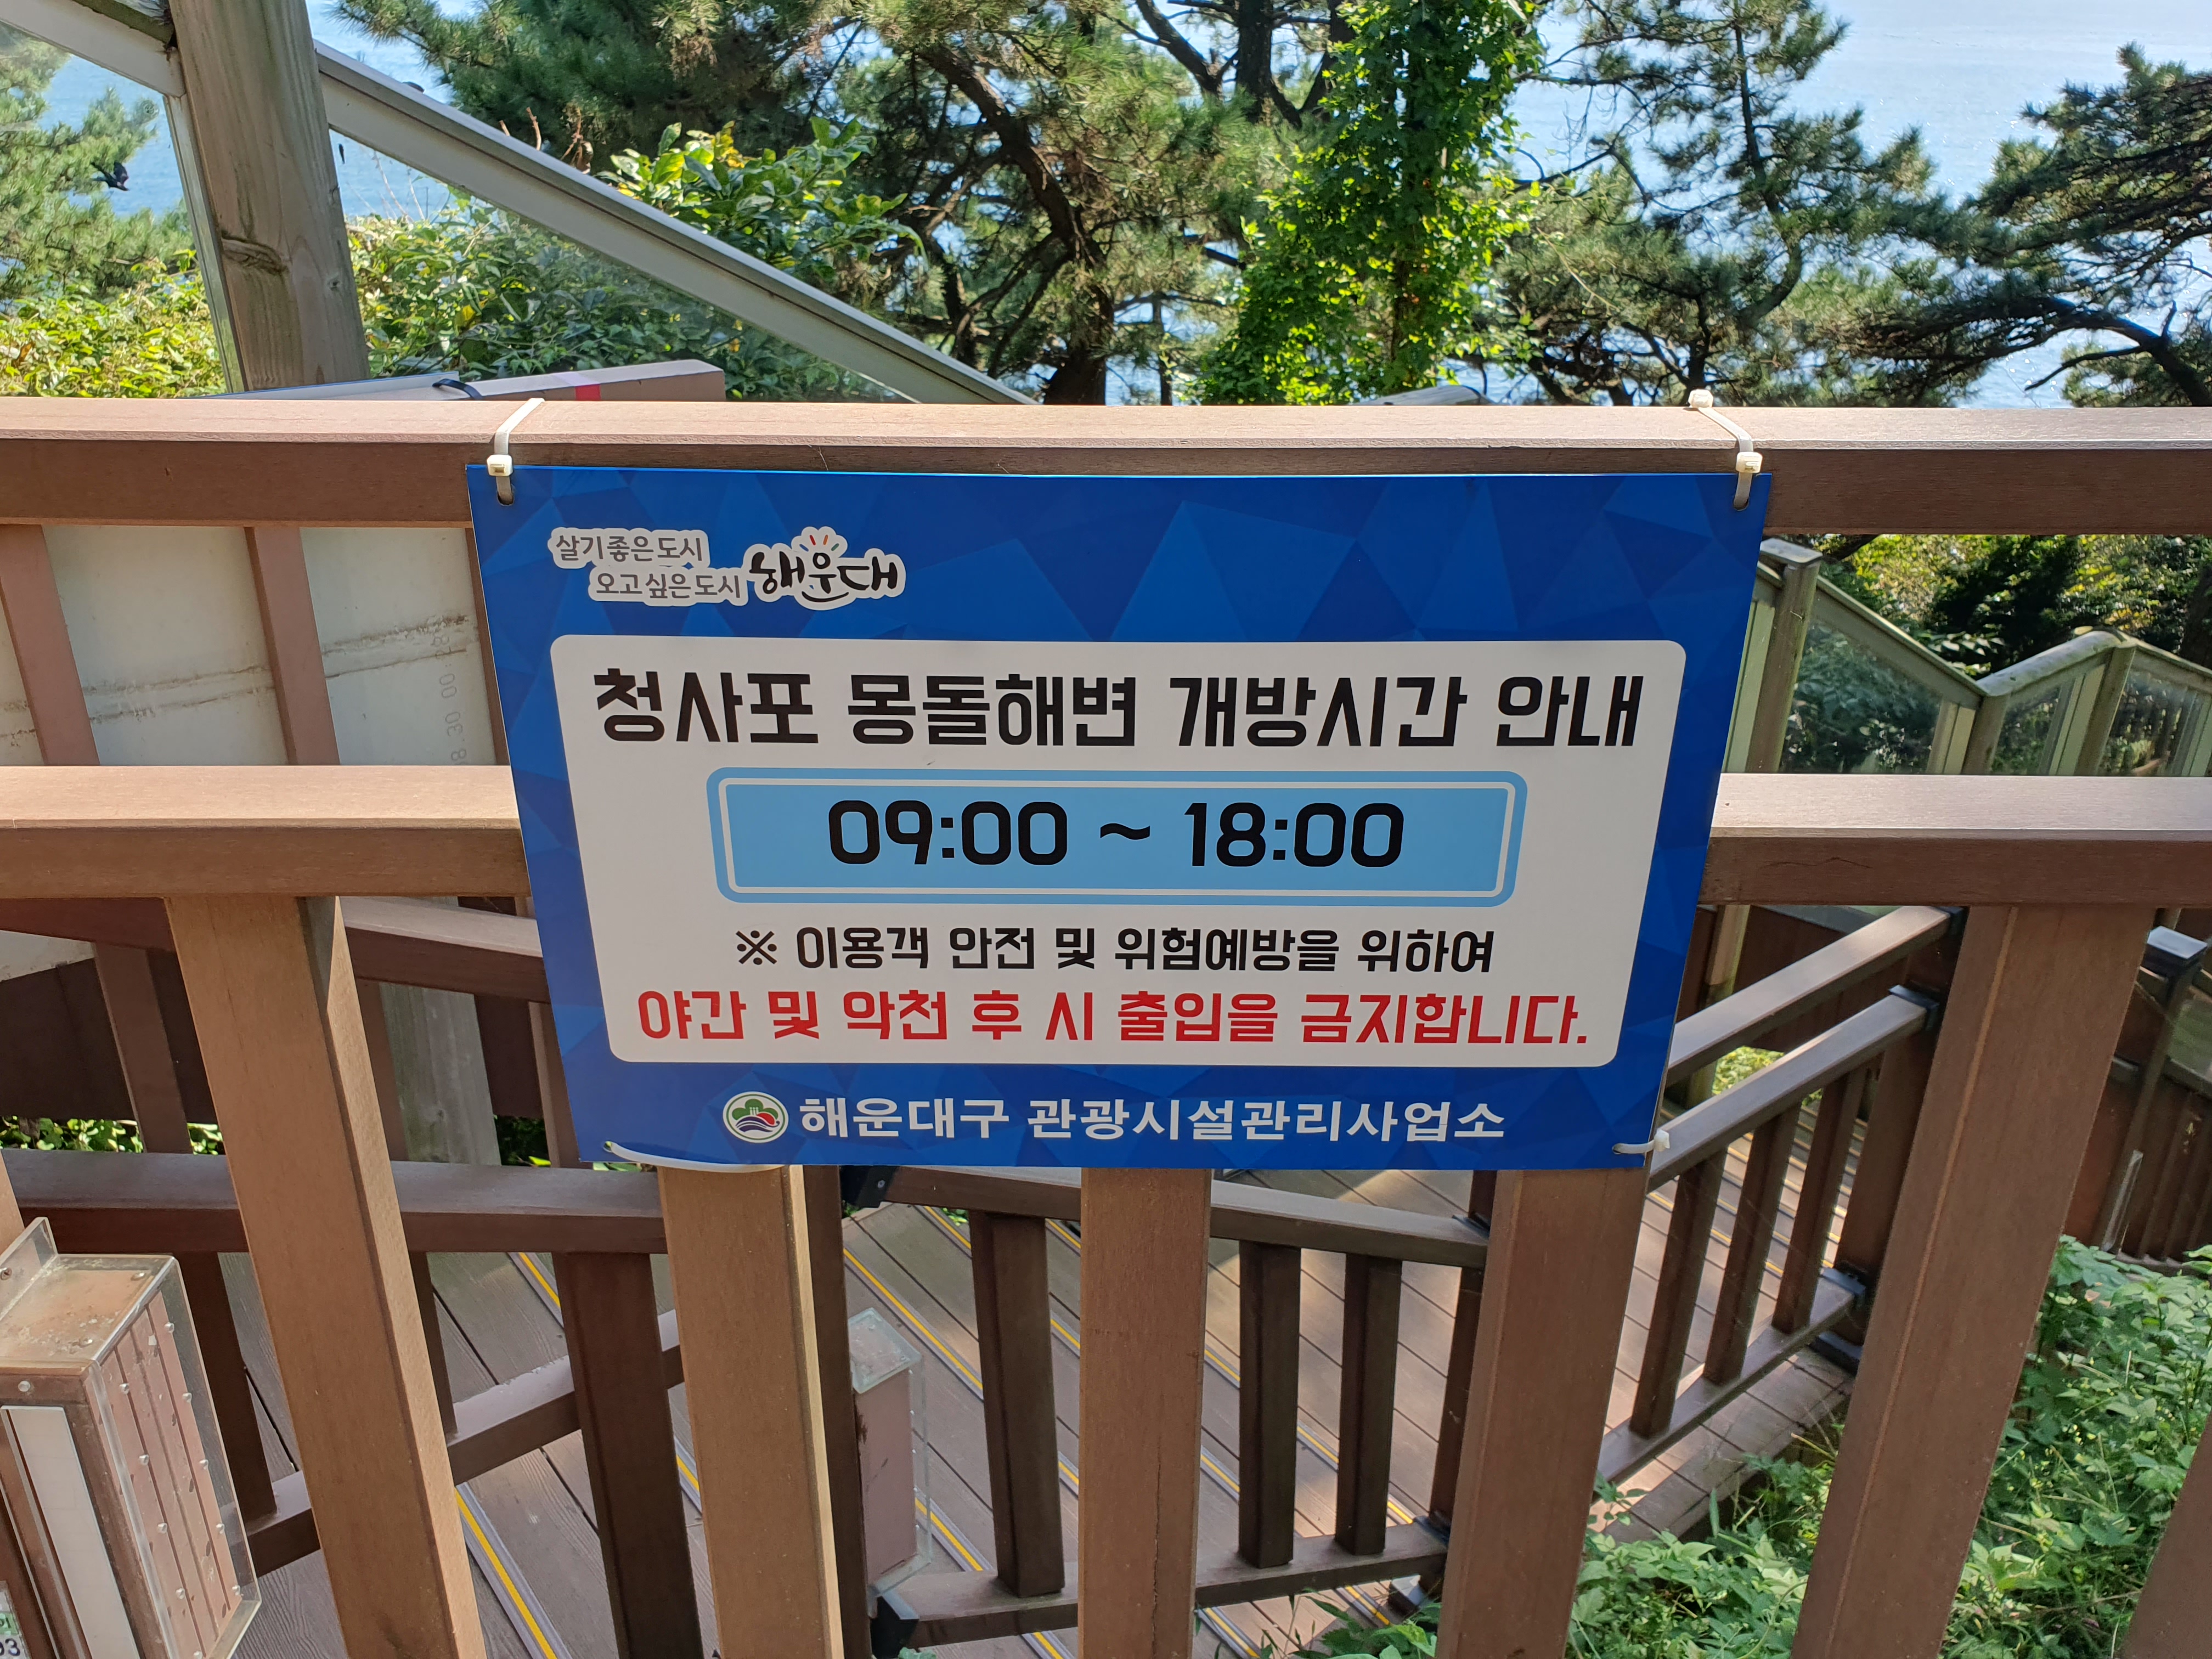 살기좋은도시
오고싶은도시 해운대
청사포 몽돌해변 개방시간 안내
09:00 ~ 18:00
※ 이용객 안전 및 위험예방을 위하여
야간 및 악천 후 시 출입을 금지합니다.
해운대구 관광시설관리사업소